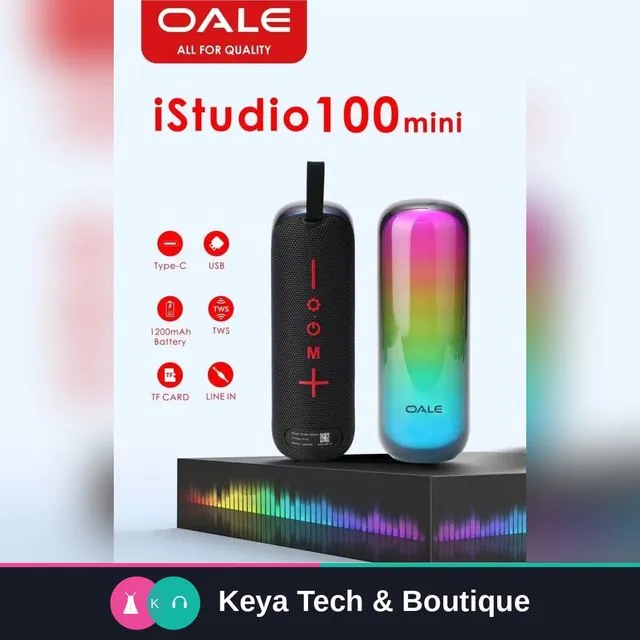 OALE
ALL FOR QUALITY
iStudio100mini
Type-C
USB
1200mAh
Battery
TWS
TWS
TF
TF CARD
LINE IN
M
OALE
K
Keya Tech & Boutique